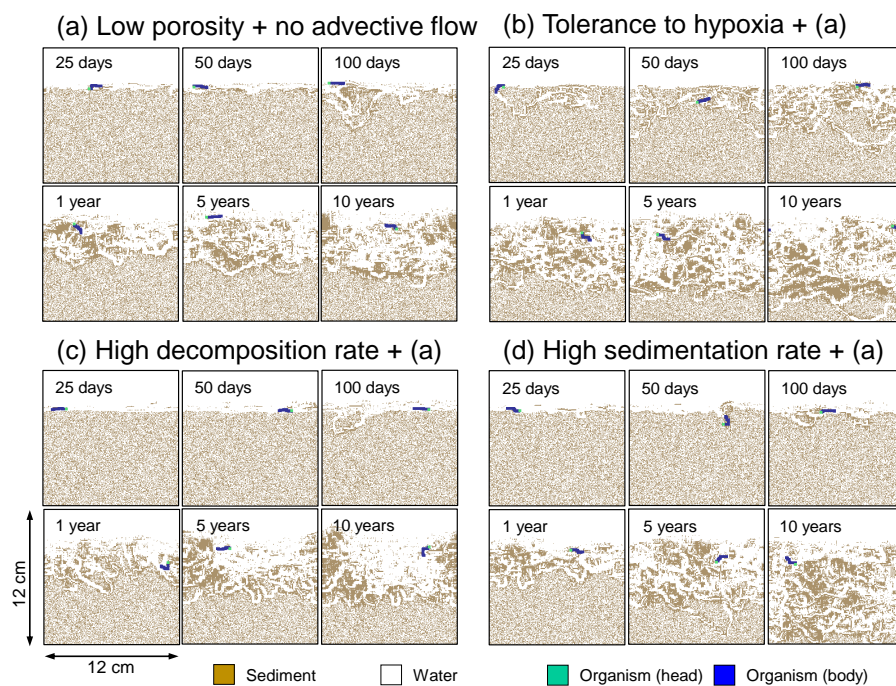 (a) Low porosity + no advective flow
25 days
50 days
100 days
1 year
5 years
10 years
(b) Tolerance to hypoxia + (a)
25 days
50 days
100 days
1 year
5 years
10 years
(c) High decomposition rate + (a)
25 days
50 days
100 days
1 year
5 years
10 years
12 cm
12 cm
(d) High sedimentation rate + (a)
25 days
50 days
100 days
1 year
5 years
10 years
Sediment
Water
Organism (head)
Organism (body)